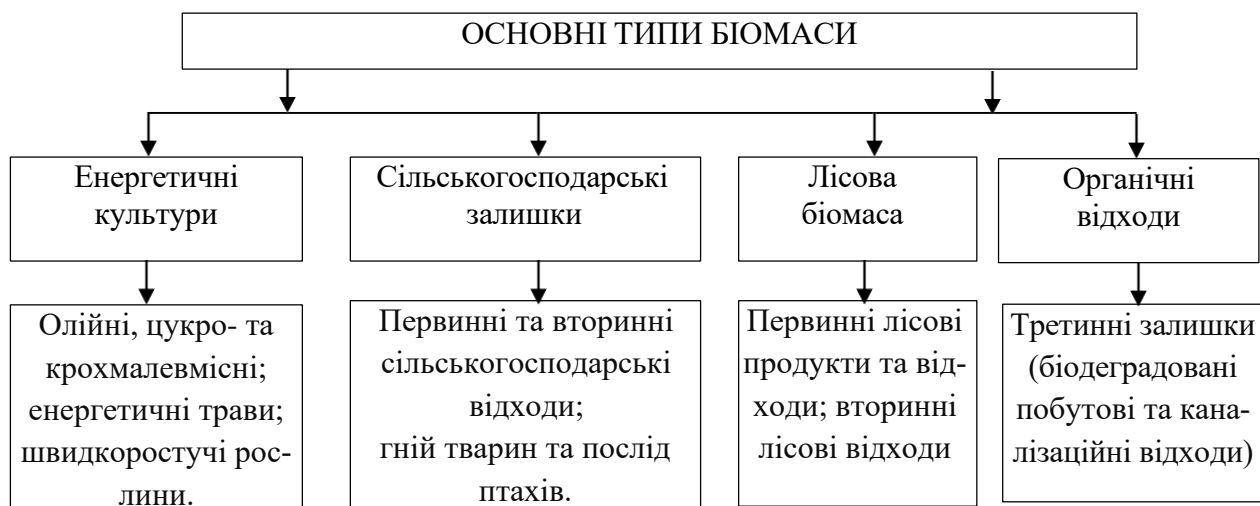 ОСНОВНІ ТИПИ БІОМАСИ
Енергетичні
культури
Сільськогосподарські
залишки
Лісова
біомаса
Органічні
відходи
Олійні, цукро- та
крохмалевмісні;
енергетичні трави;
швидкоростучі рос-
лини.
Первинні та вторинні
сільськогосподарські
відходи;
гній тварин та послід
птахів.
Первинні лісові
продукти та від-
ходи; вторинні
лісові відходи
Третинні залишки
(біодеградовані
побутові та кана-
лізаційні відходи)